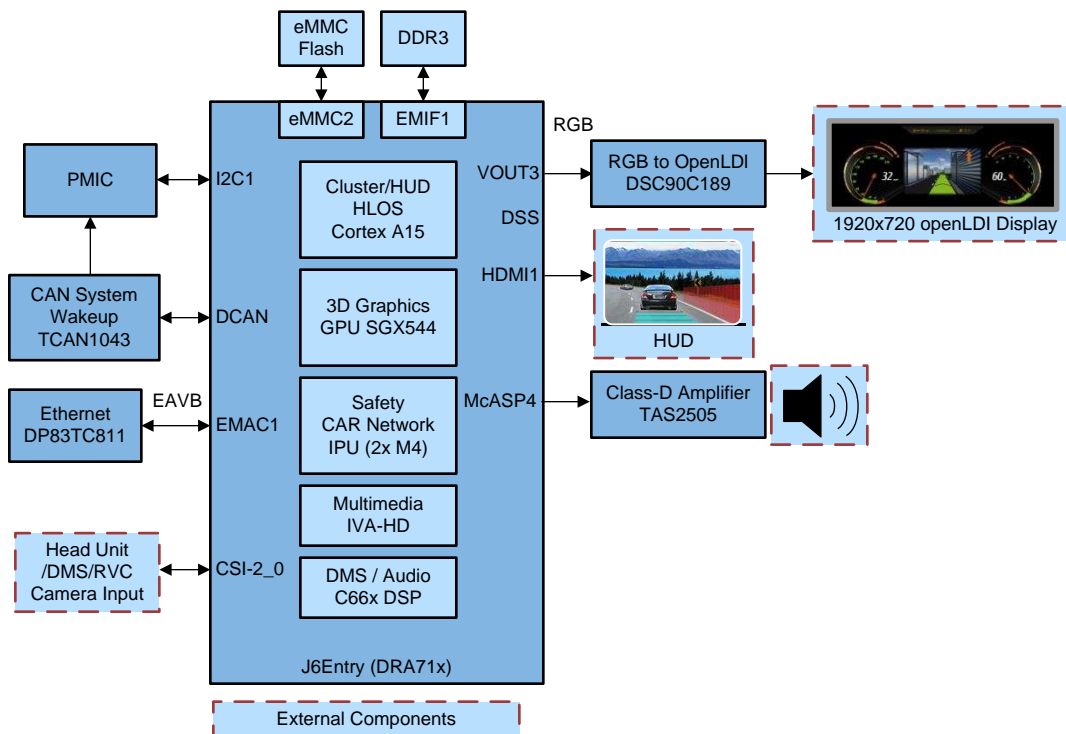 eMMC
Flash
DDR3
eMMC2
EMIF1
RGB
PMIC
I2C1
Cluster/HUD
HLOS
Cortex A15
VOUT3
RGB to OpenLDI
DSC90C189
32
60
1920x720 openLDI Display
DSS
CAN System
Wakeup
TCAN1043
DCAN
3D Graphics
GPU SGX544
HDMI1
HUD
Ethernet
DP83TC811
EAVB
EMAC1
Safety
CAR Network
IPU (2x M4)
McASP4
Class-D Amplifier
TAS2505
Multimedia
IVA-HD
Head Unit
/DMS/RVC
Camera Input
CSI-2_0
DMS / Audio
C66x DSP
J6Entry (DRA71x)
External Components